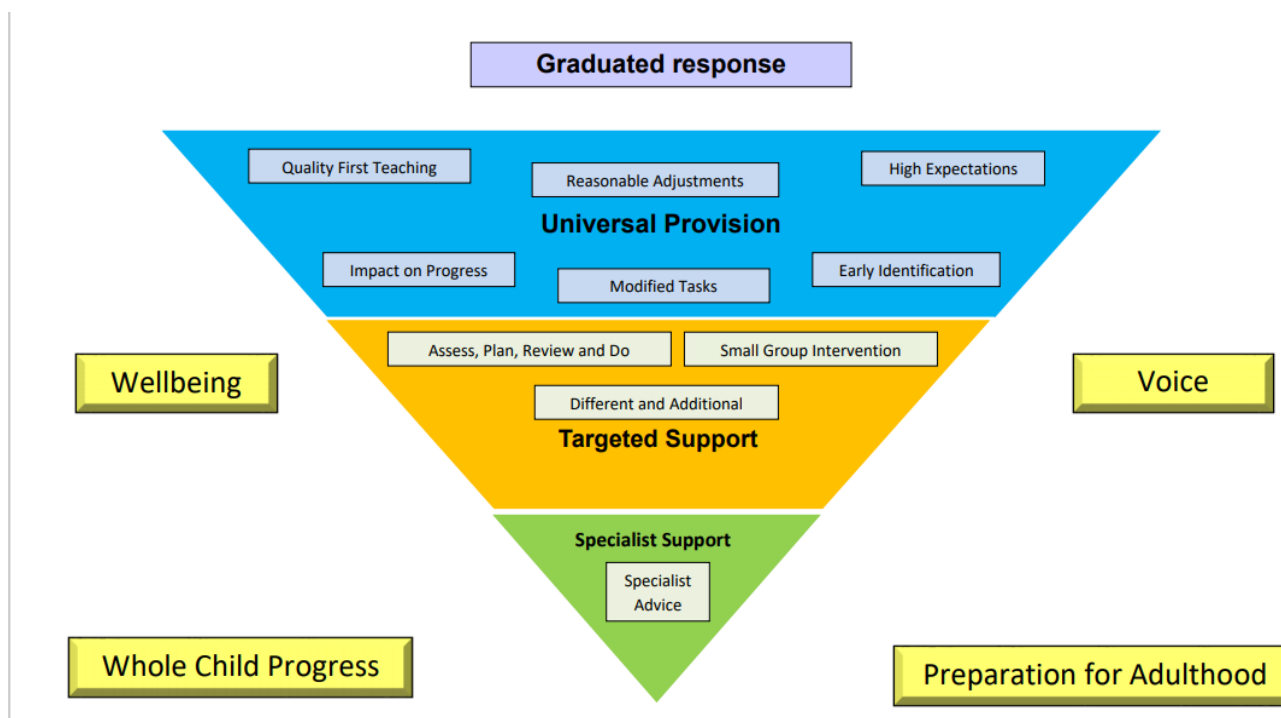 Graduated response
Quality First Teaching
Reasonable Adjustments
High Expectations
Universal Provision
Impact on Progress
Modified Tasks
Early Identification
Assess, Plan, Review and Do
Small Group Intervention
Different and Additional
Targeted Support
Wellbeing
Voice
Specialist Support
Specialist
Advice
Whole Child Progress
Preparation for Adulthood